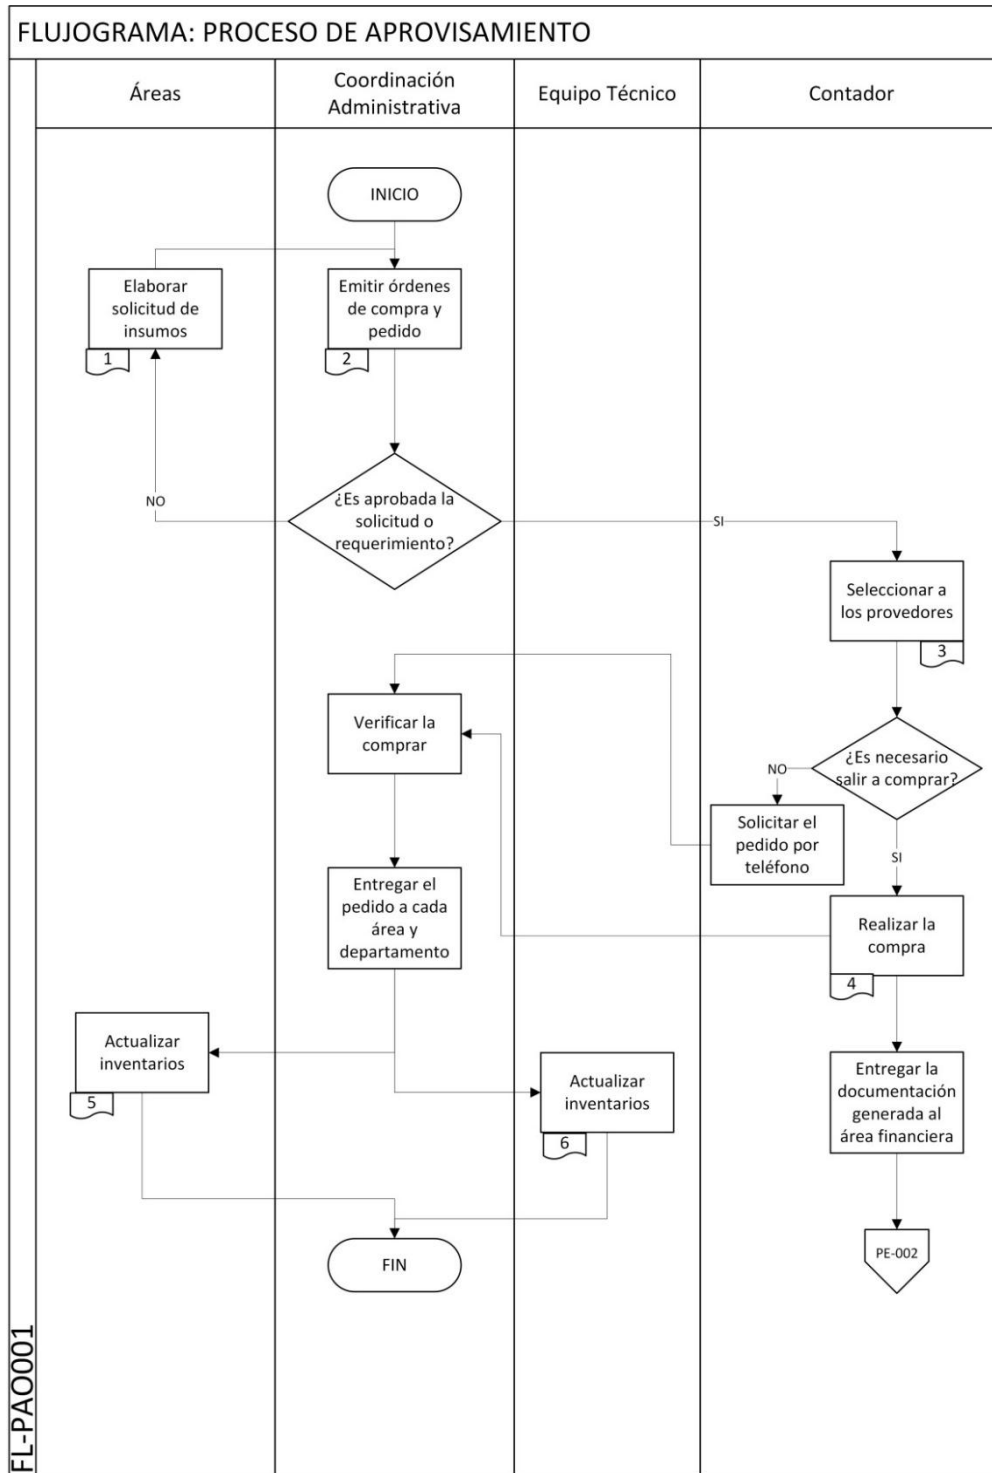 FLUJOGRAMA: PROCESO DE APROVISAMIENTO
Áreas
Coordinación
Administrativa
Equipo Técnico
Contador
INICIO
Elaborar
solicitud de
insumos
1
Emitir órdenes
de compra y
pedido
2
¿Es aprobada la
solicitud o
requerimiento?
NO
SI
Seleccionar a
los provedores
3
Verificar la
comprar
¿Es necesario
salir a comprar?
NO
Solicitar el
pedido por
teléfono
SI
Entregar el
pedido a cada
área y
departamento
Realizar la
compra
4
Actualizar
inventarios
5
Actualizar
inventarios
6
Entregar la
documentación
generada al
área financiera
FIN
PE-002
FL-PAO001